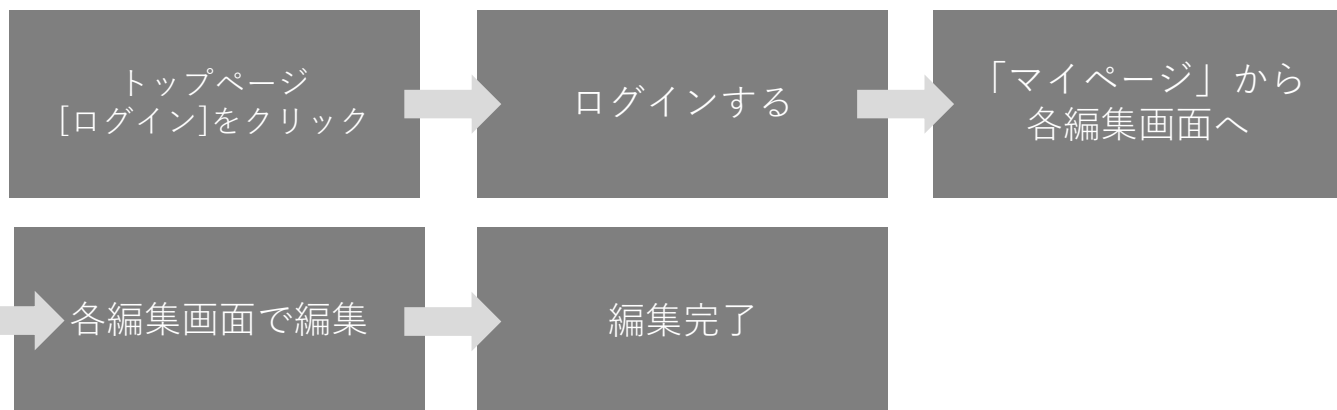 トップページ
[ログイン]をクリック
ログインする
「マイページ」から
各編集画面へ
各編集画面で編集
編集完了